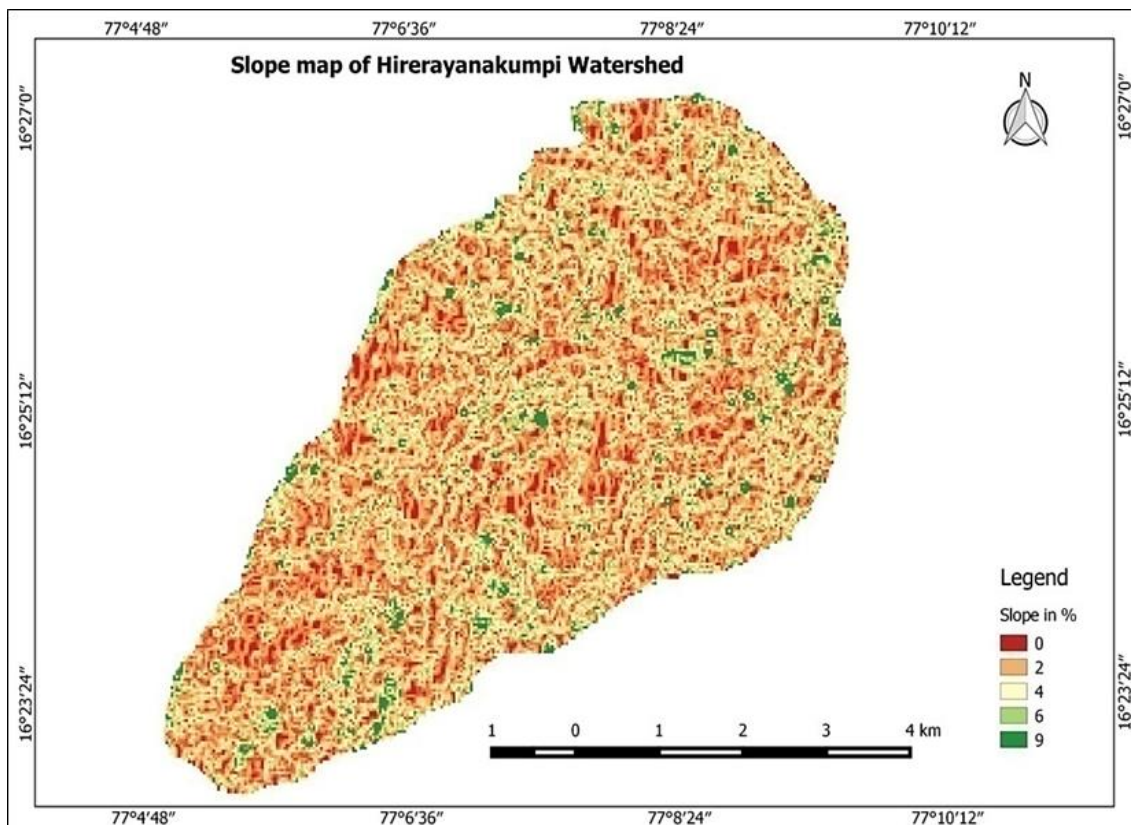 77°4′48″ 77°6′36″ 77°8′24″ 77°10′12″
Slope map of Hirerayanakumpi Watershed
N
16°27′0″ 16°27′0″
16°25′12″ 16°25′12″
16°23′24″ 16°23′24″
Legend
Slope in %
0
2
4
6
9
1 0 1 2 3 4 km
77°4′48″ 77°6′36″ 77°8′24″ 77°10′12″